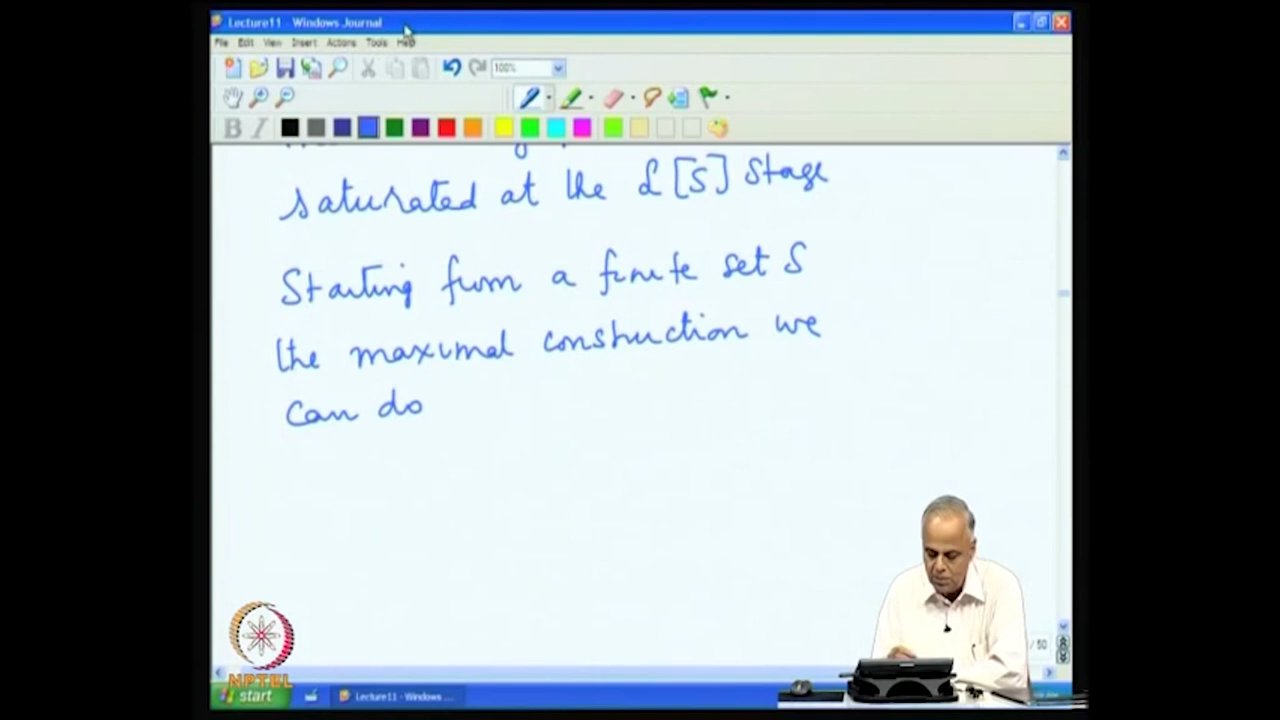 Lecture11 - Windows Journal
File Edit View Insert Actions Tools Help
100%
B I
saturated at the L[S] stage
Starting from a finite set S
the maximal construction we
can do
/ 50
NPTEL
start Lecture11 - Windows ...